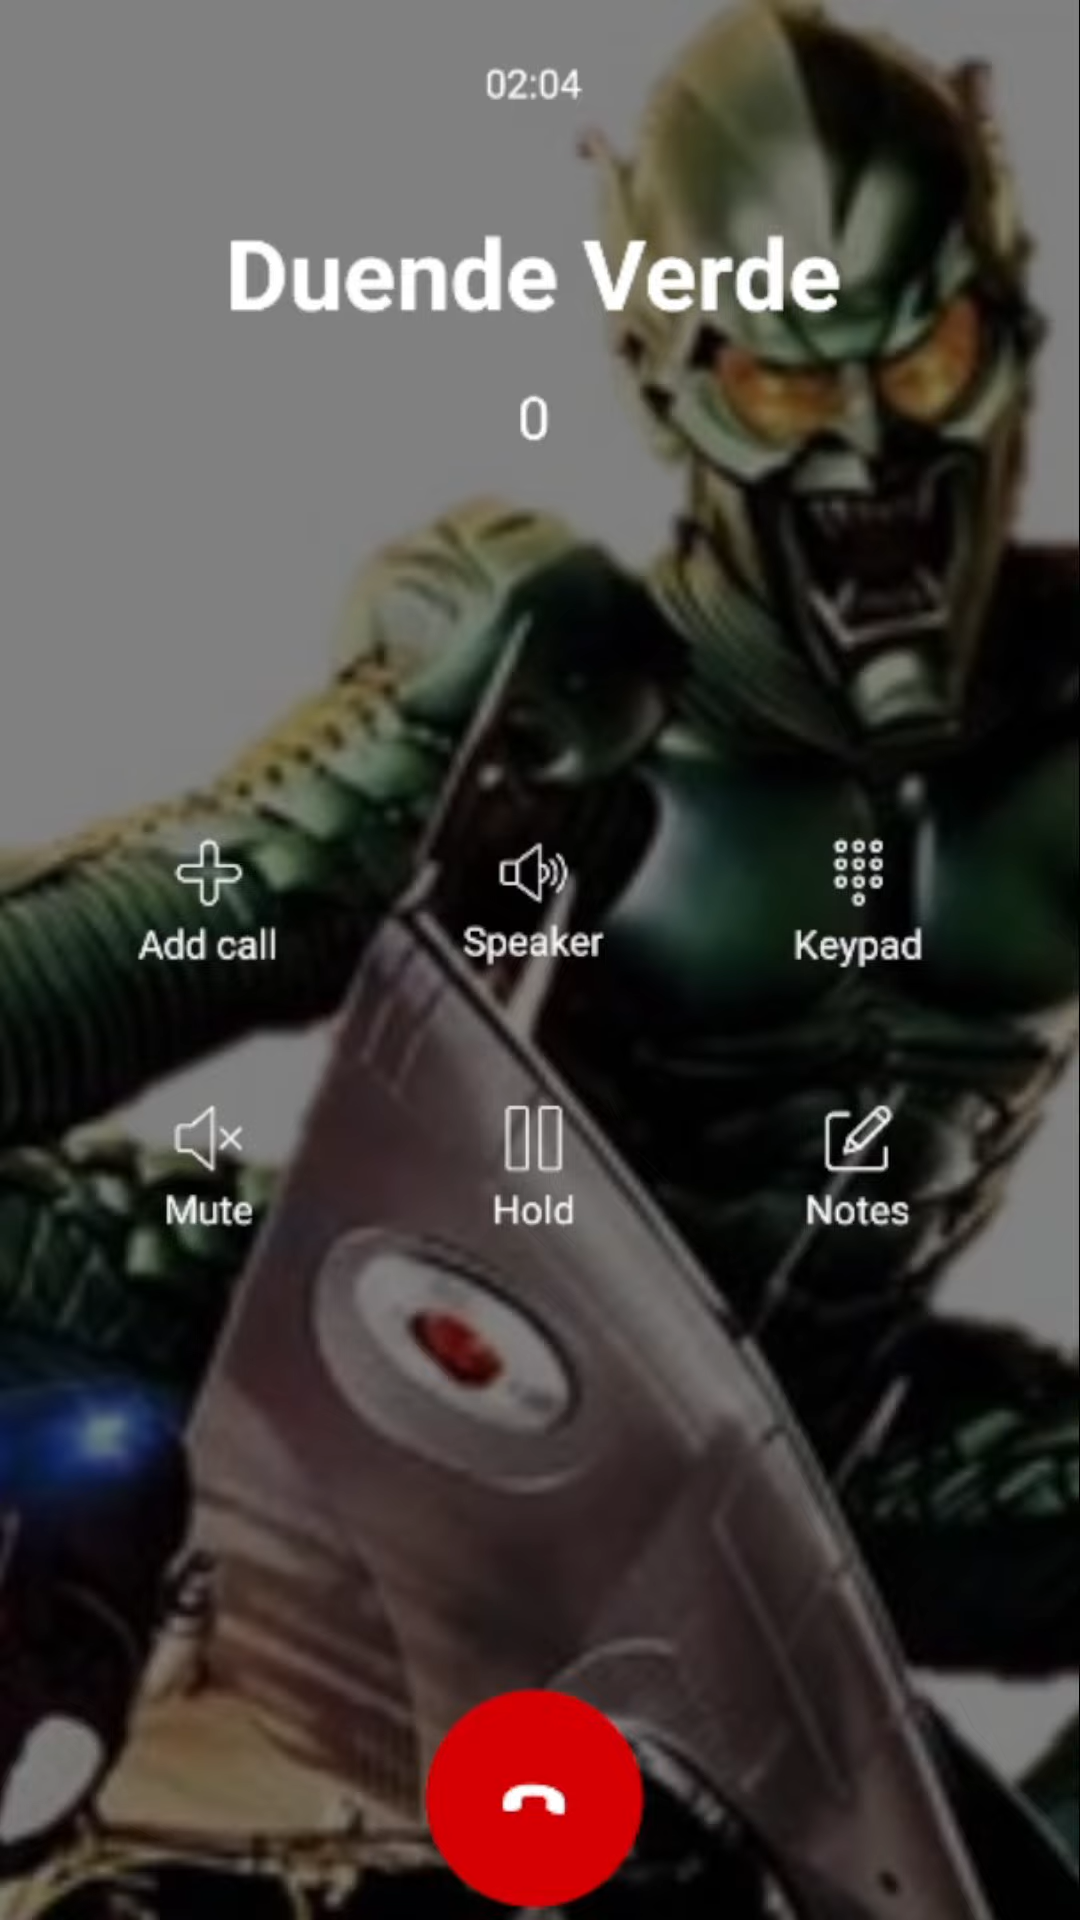 02:04
Duende Verde
0
Add call
Speaker
Keypad
Mute
Hold
Notes